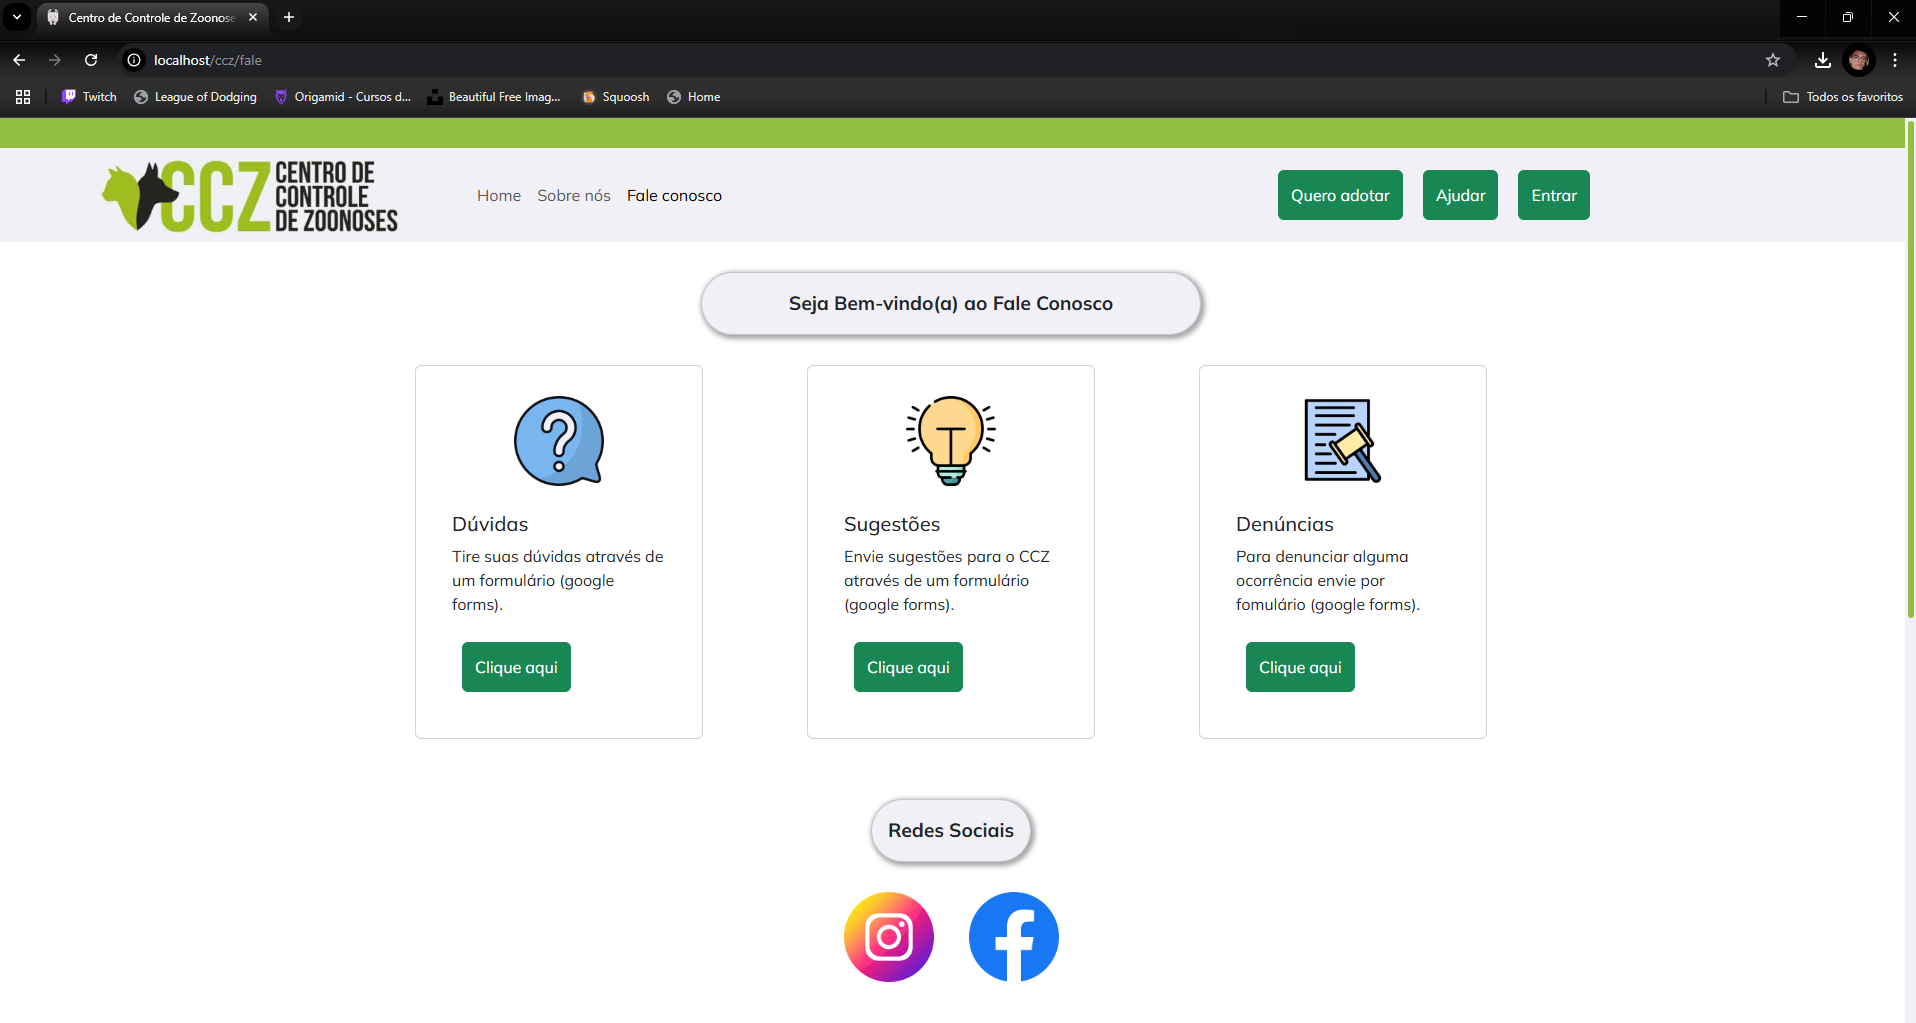 Centro de Controle de Zoonose
localhost/ccz/fale
Twitch
League of Dodging
Origamid - Cursos d...
Beautiful Free Imag...
Squoosh
Home
Todos os favoritos
CCZ
CENTRO DE
CONTROLE
DE ZOONOSES
Home
Sobre nós
Fale conosco
Quero adotar
Ajudar
Entrar
Seja Bem-vindo(a) ao Fale Conosco
Dúvidas
Tire suas dúvidas através de
um formulário (google
forms).
Clique aqui
Sugestões
Envie sugestões para o CCZ
através de um formulário
(google forms).
Clique aqui
Denúncias
Para denunciar alguma
ocorrência envie por
fomulário (google forms).
Clique aqui
Redes Sociais